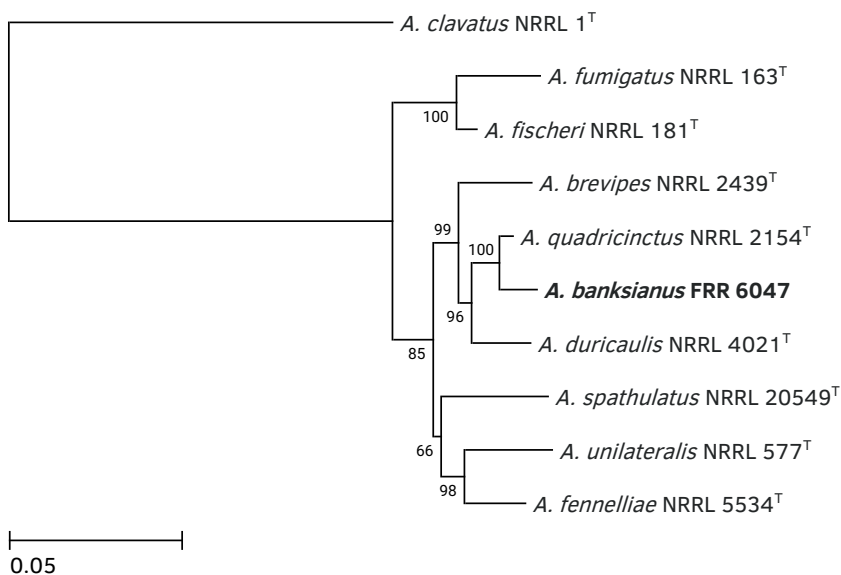 A. clavatus NRRL 1ᵀ
A. fumigatus NRRL 163ᵀ
100
A. fischeri NRRL 181ᵀ
A. brevipes NRRL 2439ᵀ
99
A. quadricinctus NRRL 2154ᵀ
100
A. banksianus FRR 6047
96
A. duricaulis NRRL 4021ᵀ
85
A. spathulatus NRRL 20549ᵀ
66
A. unilateralis NRRL 577ᵀ
98
A. fennelliae NRRL 5534ᵀ
0.05